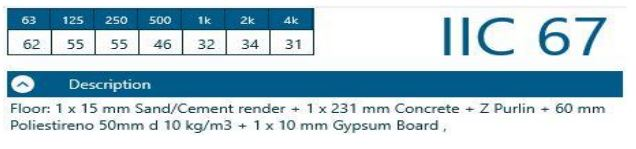 63 125 250 500 1k 2k 4k
62 55 55 46 32 34 31
IIC 67
Description
Floor: 1 x 15 mm Sand/Cement render + 1 x 231 mm Concrete + Z Purlin + 60 mm
Poliestireno 50mm d 10 kg/m3 + 1 x 10 mm Gypsum Board ,